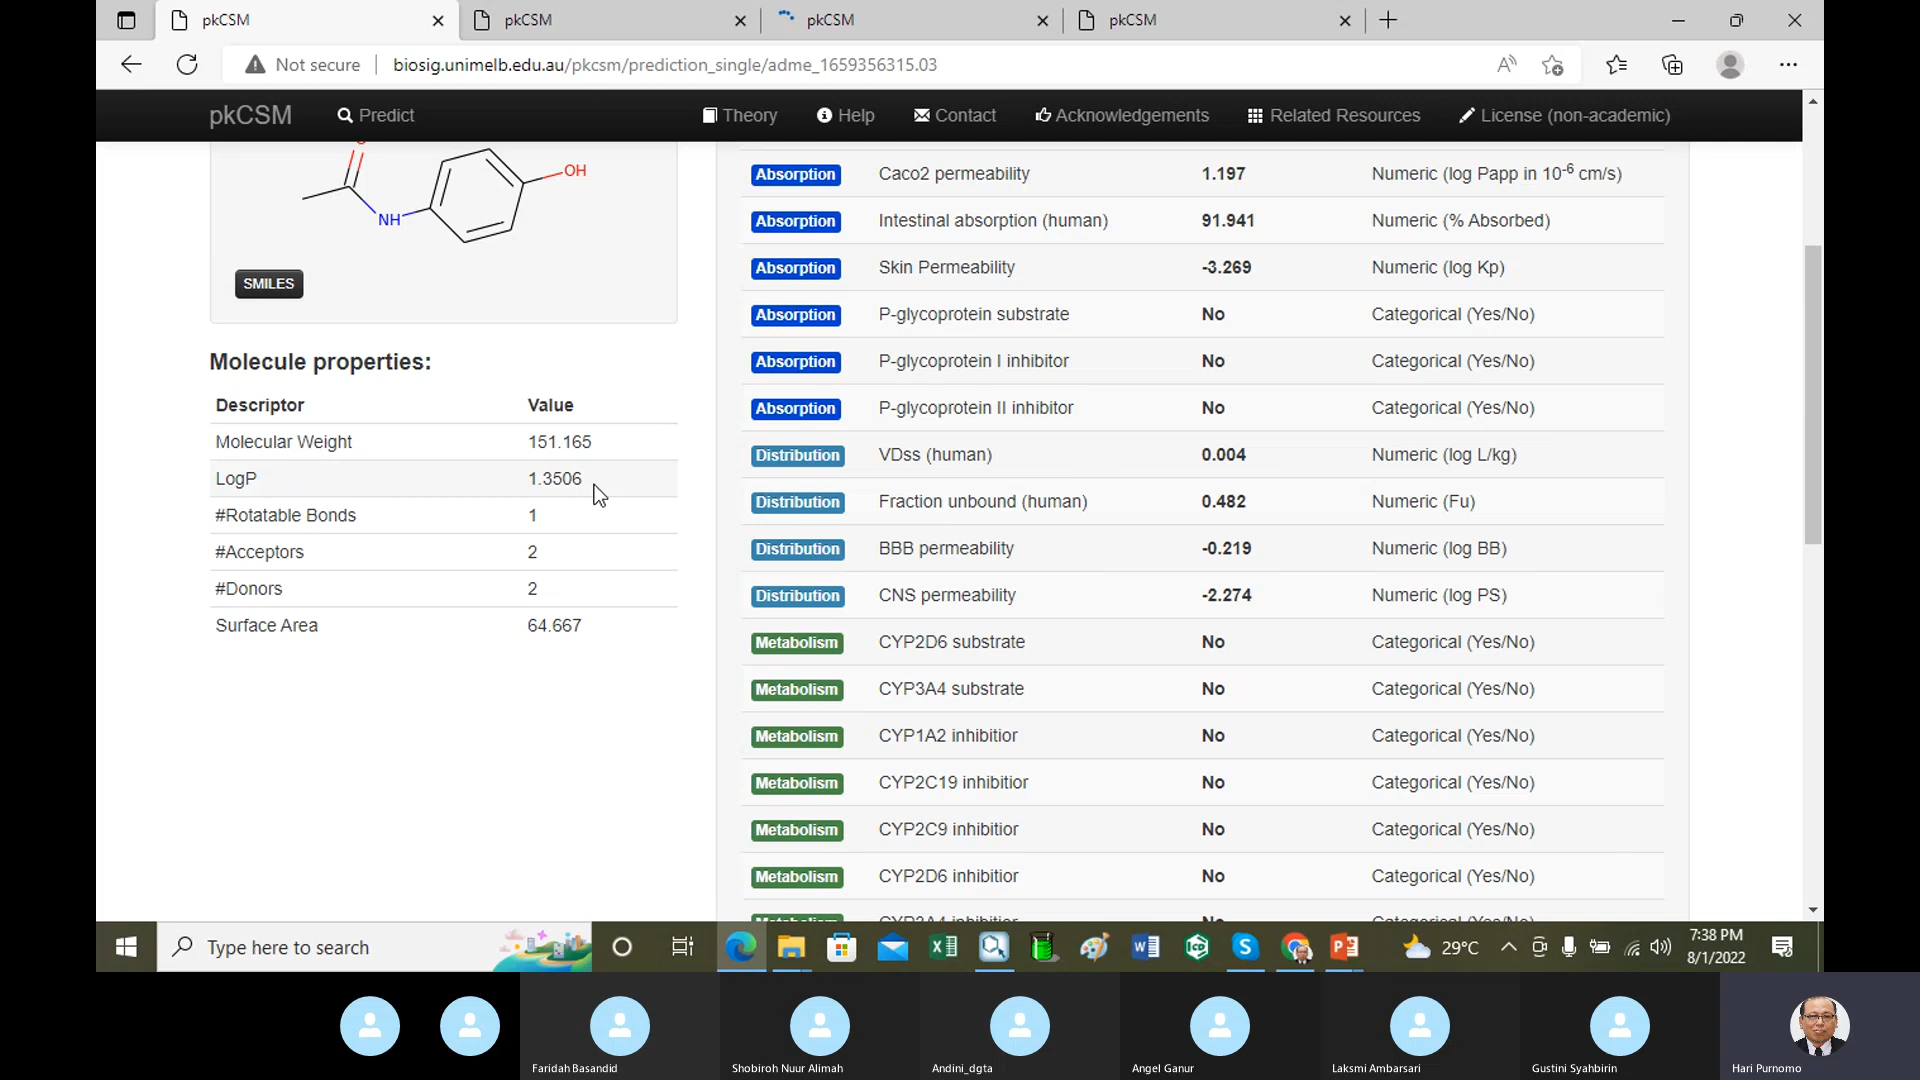 pkCSM
pkCSM
pkCSM
pkCSM
Not secure
biosig.unimelb.edu.au/pkcsm/prediction_single/adme_1659356315.03
pkCSM
Predict
Theory
Help
Contact
Acknowledgements
Related Resources
License (non-academic)
OH
NH
SMILES
Molecule properties:
Descriptor Value
Molecular Weight 151.165
LogP 1.3506
#Rotatable Bonds 1
#Acceptors 2
#Donors 2
Surface Area 64.667
Absorption Caco2 permeability 1.197 Numeric (log Papp in 10-6 cm/s)
Absorption Intestinal absorption (human) 91.941 Numeric (% Absorbed)
Absorption Skin Permeability -3.269 Numeric (log Kp)
Absorption P-glycoprotein substrate No Categorical (Yes/No)
Absorption P-glycoprotein I inhibitor No Categorical (Yes/No)
Absorption P-glycoprotein II inhibitor No Categorical (Yes/No)
Distribution VDss (human) 0.004 Numeric (log L/kg)
Distribution Fraction unbound (human) 0.482 Numeric (Fu)
Distribution BBB permeability -0.219 Numeric (log BB)
Distribution CNS permeability -2.274 Numeric (log PS)
Metabolism CYP2D6 substrate No Categorical (Yes/No)
Metabolism CYP3A4 substrate No Categorical (Yes/No)
Metabolism CYP1A2 inhibitior No Categorical (Yes/No)
Metabolism CYP2C19 inhibitior No Categorical (Yes/No)
Metabolism CYP2C9 inhibitior No Categorical (Yes/No)
Metabolism CYP2D6 inhibitior No Categorical (Yes/No)
Metabolism CYP3A4 inhibitior No Categorical (Yes/No)
Type here to search
29°C
7:38 PM
8/1/2022
Faridah Basandid
Shobiroh Nuur Alimah
Andini_dgta
Angel Ganur
Laksmi Ambarsari
Gustini Syahbirin
Hari Purnomo